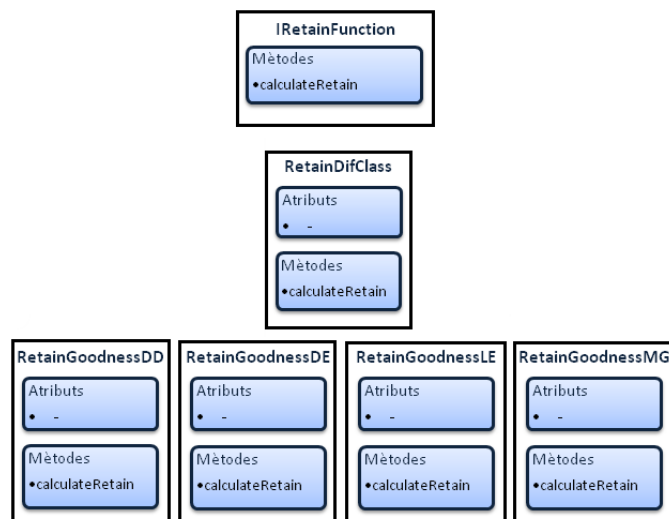 IRetainFunction
Mètodes
•calculateRetain
RetainDifClass
Atributs
• -
Mètodes
•calculateRetain
RetainGoodnessDD
Atributs
• -
Mètodes
•calculateRetain
RetainGoodnessDE
Atributs
• -
Mètodes
•calculateRetain
RetainGoodnessLE
Atributs
• -
Mètodes
•calculateRetain
RetainGoodnessMG
Atributs
• -
Mètodes
•calculateRetain